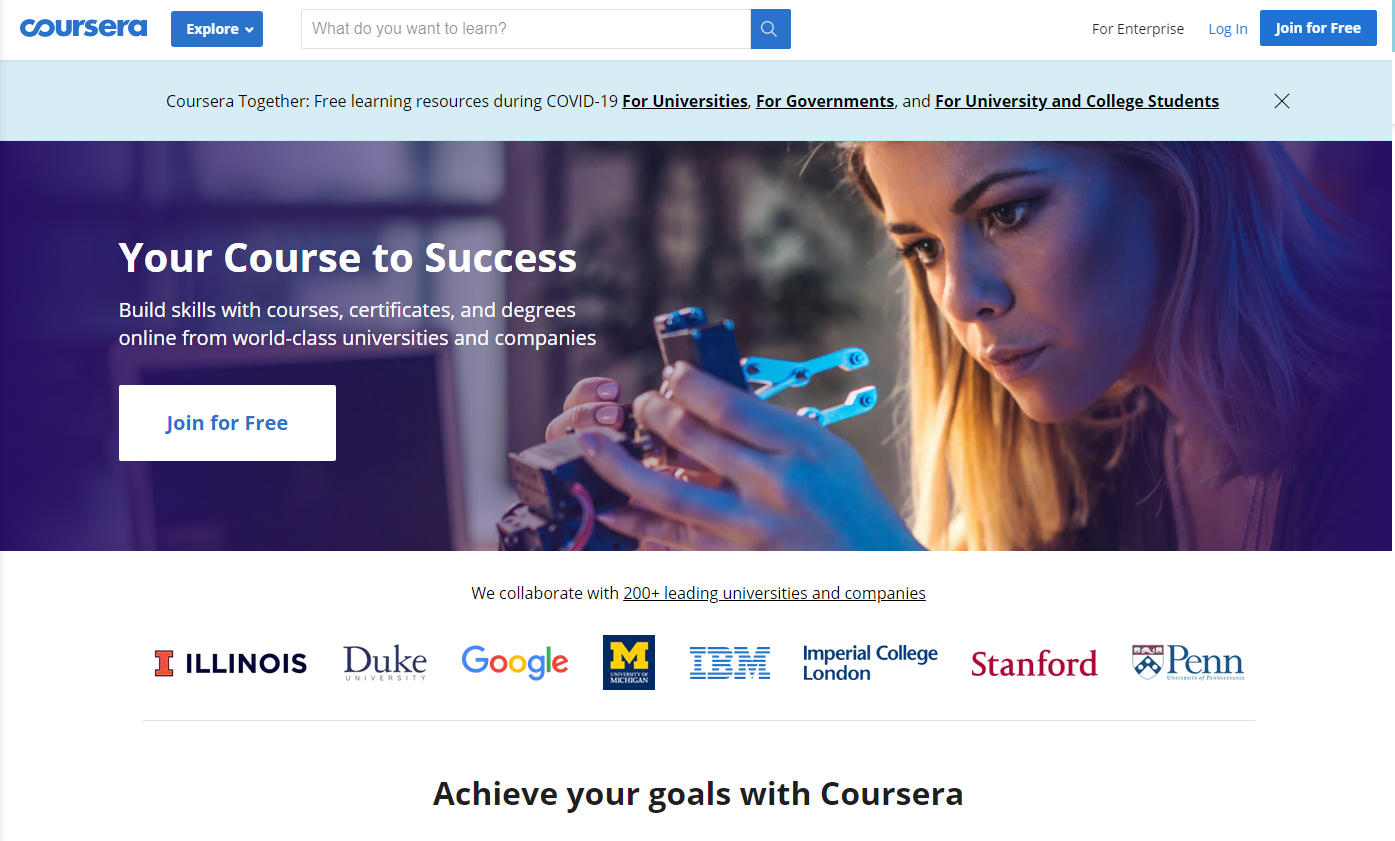 coursera
Explore
What do you want to learn?
For Enterprise
Log In
Join for Free
Coursera Together: Free learning resources during COVID-19 For Universities, For Governments, and For University and College Students
Your Course to Success
Build skills with courses, certificates, and degrees
online from world-class universities and companies
Join for Free
We collaborate with 200+ leading universities and companies
I ILLINOIS
Duke
UNIVERSITY
Google
M
UNIVERSITY OF
MICHIGAN
IBM
Imperial College
London
Stanford
Penn
UNIVERSITY OF PENNSYLVANIA
Achieve your goals with Coursera